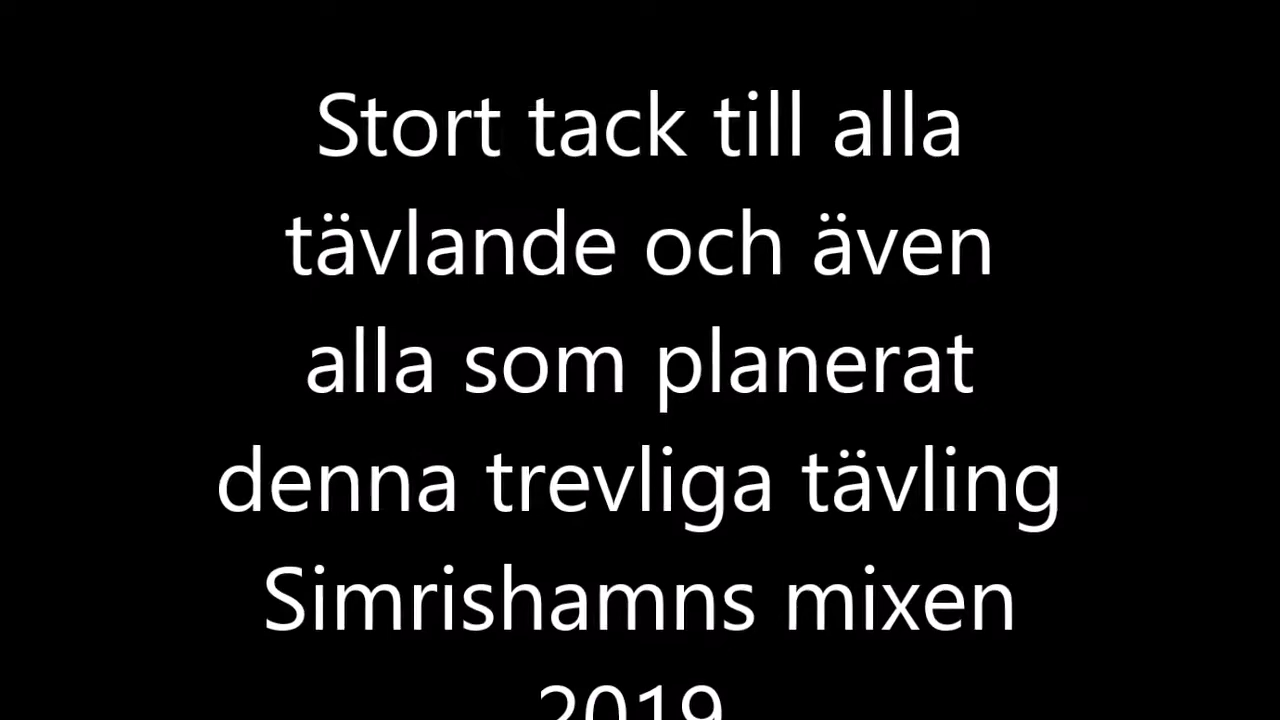 Stort tack till alla
tävlande och även
alla som planerat
denna trevliga tävling
Simrishamns mixen
2019